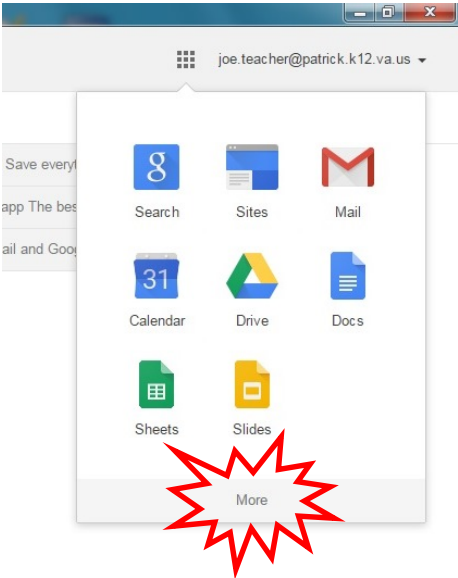 joe.teacher@patrick.k12.va.us
Save everyt
app The bes
ail and Goog
g
Search Sites Mail
31
Calendar Drive Docs
Sheets Slides
More